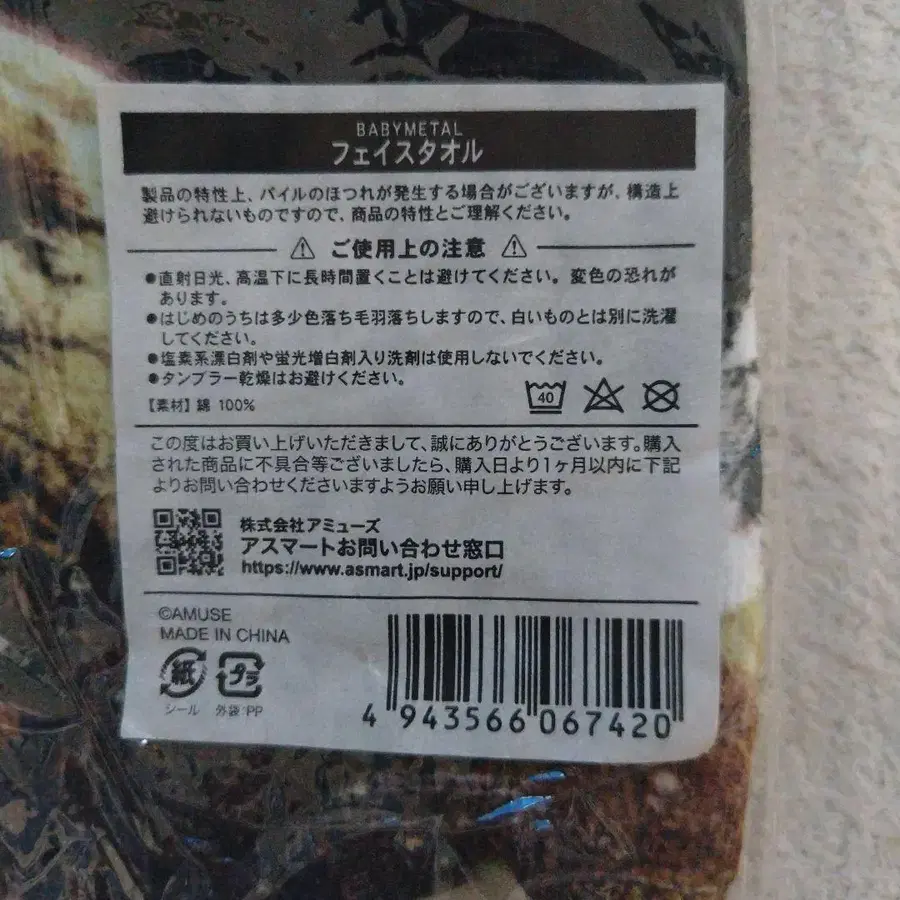 BABYMETAL
フェイスタオル
製品の特性上、パイルのほつれが発生する場合がございますが、構造上
避けられないものですので、商品の特性とご理解ください。
ご使用上の注意
●直射日光、高温下に長時間置くことは避けてください。変色の恐れが
あります。
●はじめのうちは多少色落ち毛羽落ちしますので、白いものとは別に洗濯
してください。
●塩素系漂白剤や蛍光増白剤入り洗剤は使用しないでください。
●タンブラー乾燥はお避けください。
【素材】綿 100%
40
この度はお買い上げいただきまして、誠にありがとうございます。購入
された商品に不具合等ございましたら、購入日より1ヶ月以内に下記
よりお問い合わせくださいますようお願い申し上げます。
株式会社アミューズ
アスマートお問い合わせ窓口
https://www.asmart.jp/support/
©AMUSE
MADE IN CHINA
紙 プラ
シール 外袋:PP
4 943566 067420